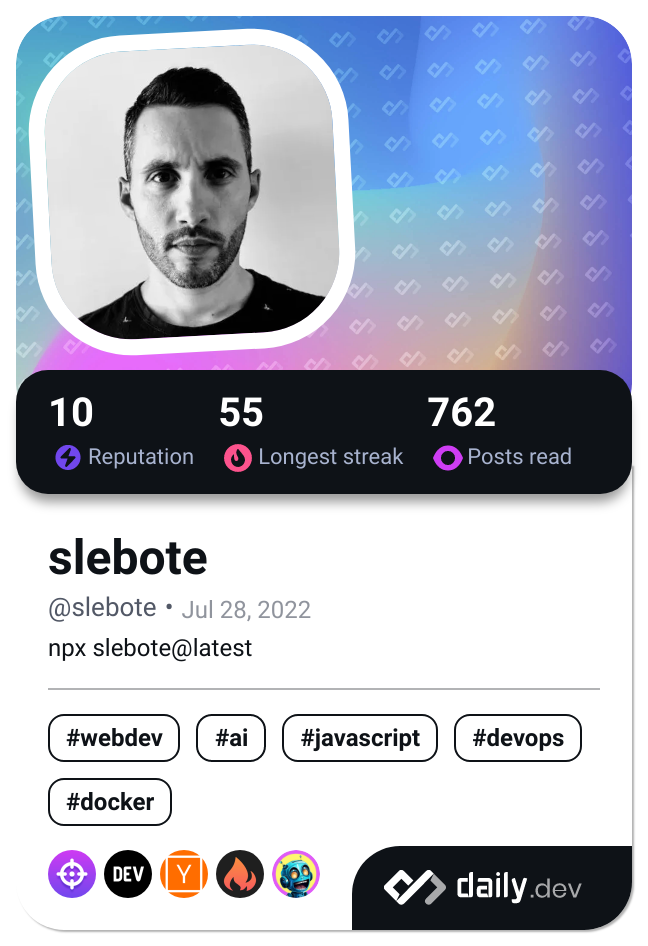 10 55 762
Reputation Longest streak Posts read
slebote
@slebote • Jul 28, 2022
npx slebote@latest
#webdev #ai #javascript #devops
#docker
DEV Y daily.dev